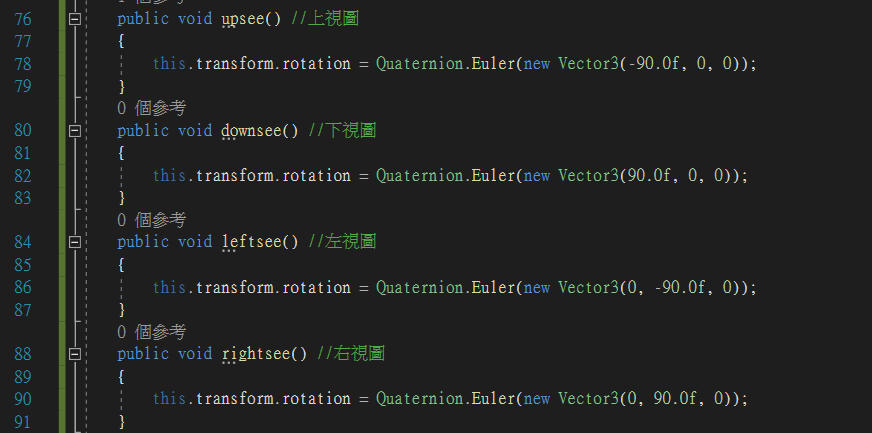 76 public void upsee() //上視圖
77 {
78 this.transform.rotation = Quaternion.Euler(new Vector3(-90.0f, 0, 0));
79 }
0 個參考
80 public void downsee() //下視圖
81 {
82 this.transform.rotation = Quaternion.Euler(new Vector3(90.0f, 0, 0));
83 }
0 個參考
84 public void leftsee() //左視圖
85 {
86 this.transform.rotation = Quaternion.Euler(new Vector3(0, -90.0f, 0));
87 }
0 個參考
88 public void rightsee() //右視圖
89 {
90 this.transform.rotation = Quaternion.Euler(new Vector3(0, 90.0f, 0));
91 }